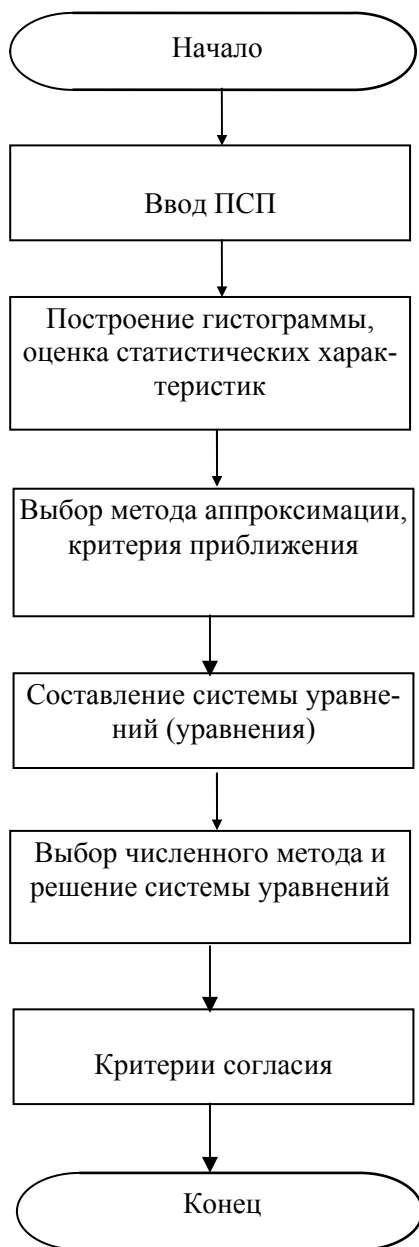 Начало
Ввод ПСП
Построение гистограммы,
оценка статистических харак-
теристик
Выбор метода аппроксимации,
критерия приближения
Составление системы уравне-
ний (уравнения)
Выбор численного метода и
решение системы уравнений
Критерии согласия
Конец